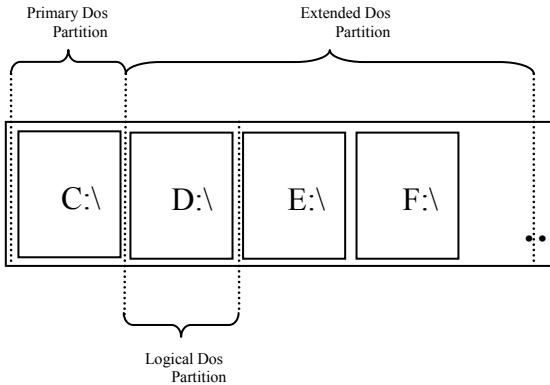 Primary Dos
Partition
Extended Dos
Partition
C:\
D:\
E:\
F:\
..
Logical Dos
Partition